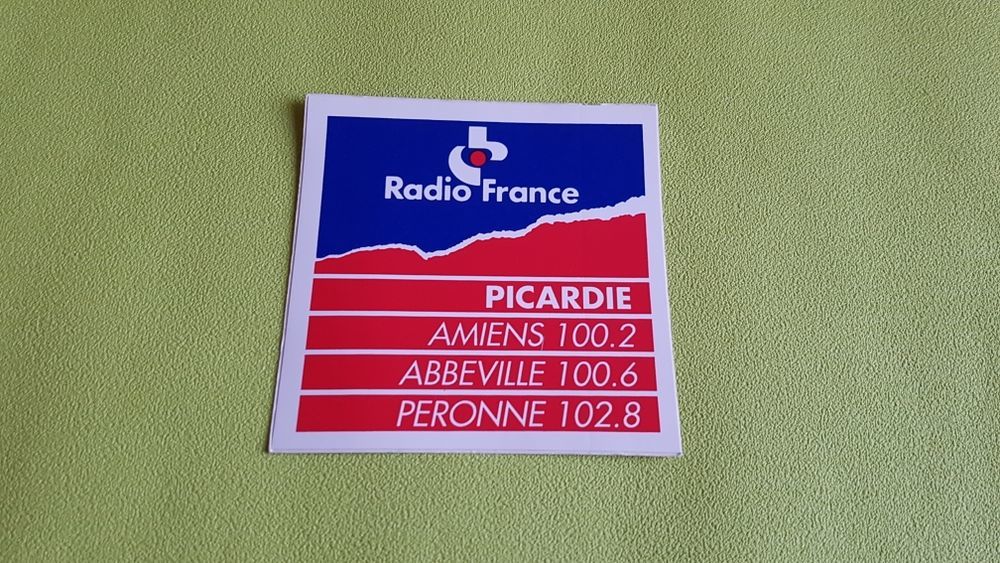 Radio France
PICARDIE
AMIENS 100.2
ABBEVILLE 100.6
PERONNE 102.8